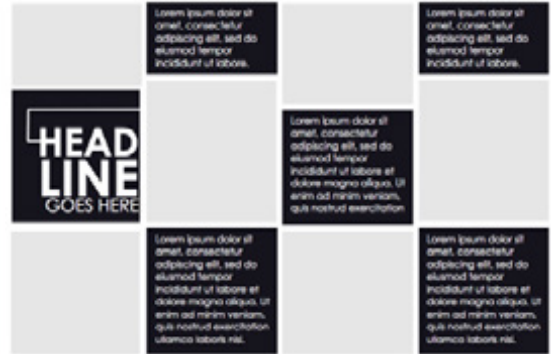 Lorem ipsum dolor sit
amet, consectetur
adipiscing elit, sed do
eiusmod tempor
incididunt ut labore.
Lorem ipsum dolor sit
amet, consectetur
adipiscing elit, sed do
eiusmod tempor
incididunt ut labore.
HEAD
LINE
GOES HERE
Lorem ipsum dolor sit
amet, consectetur
adipiscing elit, sed do
eiusmod tempor
incididunt ut labore et
dolore magna aliqua. Ut
enim ad minim veniam,
quis nostrud exercitation
Lorem ipsum dolor sit
amet, consectetur
adipiscing elit, sed do
eiusmod tempor
incididunt ut labore et
dolore magna aliqua. Ut
enim ad minim veniam,
quis nostrud exercitation
ullamco laboris nisi.
Lorem ipsum dolor sit
amet, consectetur
adipiscing elit, sed do
eiusmod tempor
incididunt ut labore et
dolore magna aliqua. Ut
enim ad minim veniam,
quis nostrud exercitation
ullamco laboris nisi.